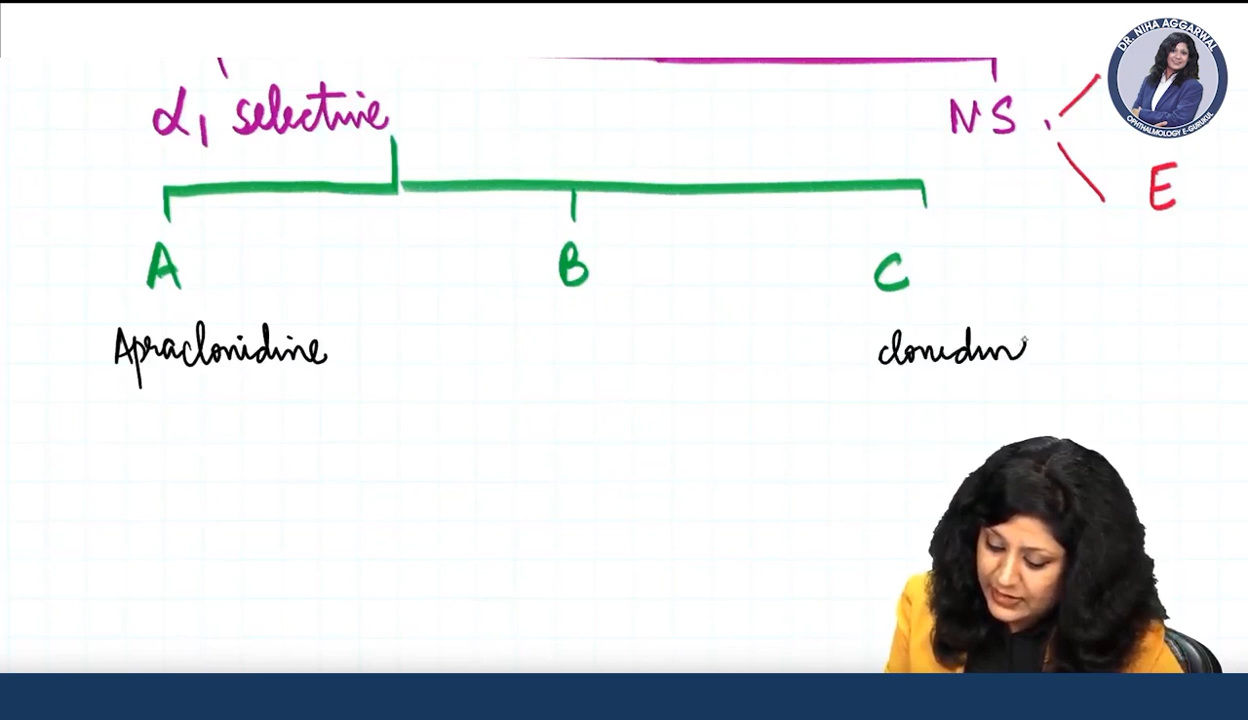 DR. NIHA AGGARWAL
OPHTHALMOLOGY E-GURUKUL
α1 selective
NS
E
A
B
C
Apraclonidine
clonidin